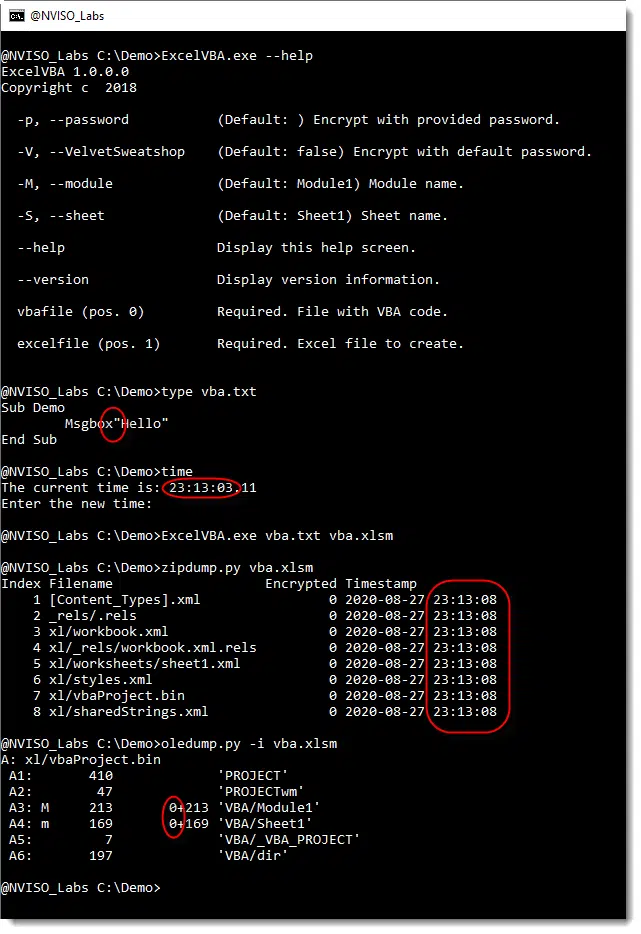 @NVISO_Labs
@NVISO_Labs C:\Demo>ExcelVBA.exe --help
ExcelVBA 1.0.0.0
Copyright c  2018
-p, --password           (Default: ) Encrypt with provided password.
-V, --VelvetSweatshop    (Default: false) Encrypt with default password.
-M, --module             (Default: Module1) Module name.
-S, --sheet              (Default: Sheet1) Sheet name.
--help                   Display this help screen.
--version                Display version information.
vbafile (pos. 0)         Required. File with VBA code.
excelfile (pos. 1)       Required. Excel file to create.
@NVISO_Labs C:\Demo>type vba.txt
Sub Demo
        Msgbox"Hello"
End Sub
@NVISO_Labs C:\Demo>time
The current time is: 23:13:03.11
Enter the new time:
@NVISO_Labs C:\Demo>ExcelVBA.exe vba.txt vba.xlsm
@NVISO_Labs C:\Demo>zipdump.py vba.xlsm
Index Filename                   Encrypted Timestamp
    1 [Content_Types].xml                0 2020-08-27 23:13:08
    2 _rels/.rels                        0 2020-08-27 23:13:08
    3 xl/workbook.xml                    0 2020-08-27 23:13:08
    4 xl/_rels/workbook.xml.rels         0 2020-08-27 23:13:08
    5 xl/worksheets/sheet1.xml           0 2020-08-27 23:13:08
    6 xl/styles.xml                      0 2020-08-27 23:13:08
    7 xl/vbaProject.bin                  0 2020-08-27 23:13:08
    8 xl/sharedStrings.xml               0 2020-08-27 23:13:08
@NVISO_Labs C:\Demo>oledump.py -i vba.xlsm
A: xl/vbaProject.bin
 A1:       410             'PROJECT'
 A2:        47             'PROJECTwm'
 A3: M     213       0+213 'VBA/Module1'
 A4: m     169       0+169 'VBA/Sheet1'
 A5:         7             'VBA/_VBA_PROJECT'
 A6:       197             'VBA/dir'
@NVISO_Labs C:\Demo>